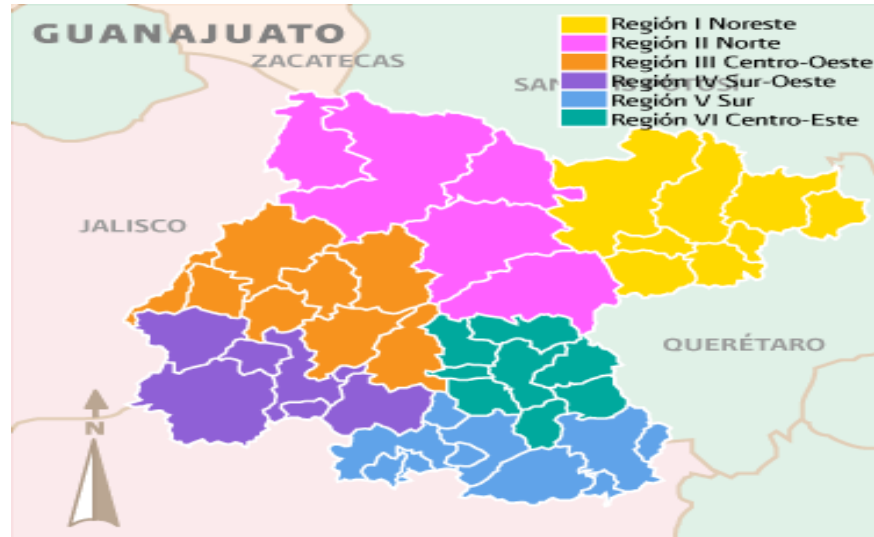 GUANAJUATO
ZACATECAS
Región I Noreste
Región II Norte
Región III Centro-Oeste
Región IV Sur-Oeste
Región V Sur
Región VI Centro-Este
JALISCO
QUERÉTARO
N